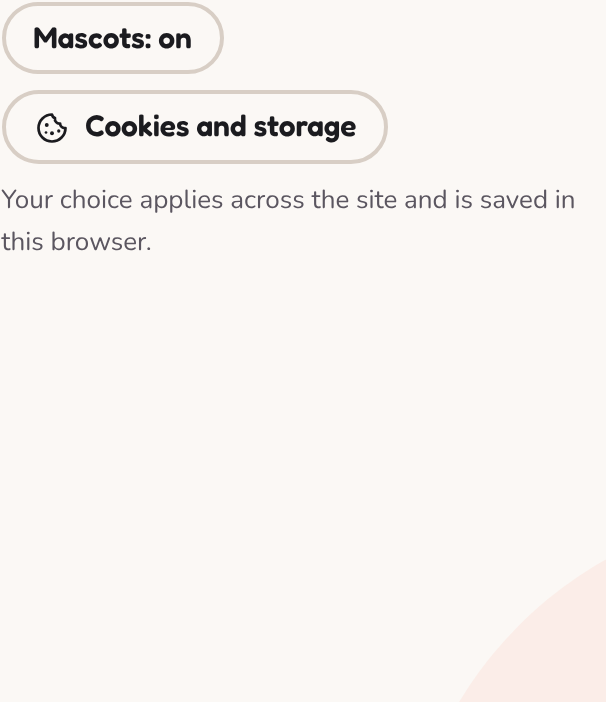 Mascots: on
Cookies and storage
Your choice applies across the site and is saved in
this browser.